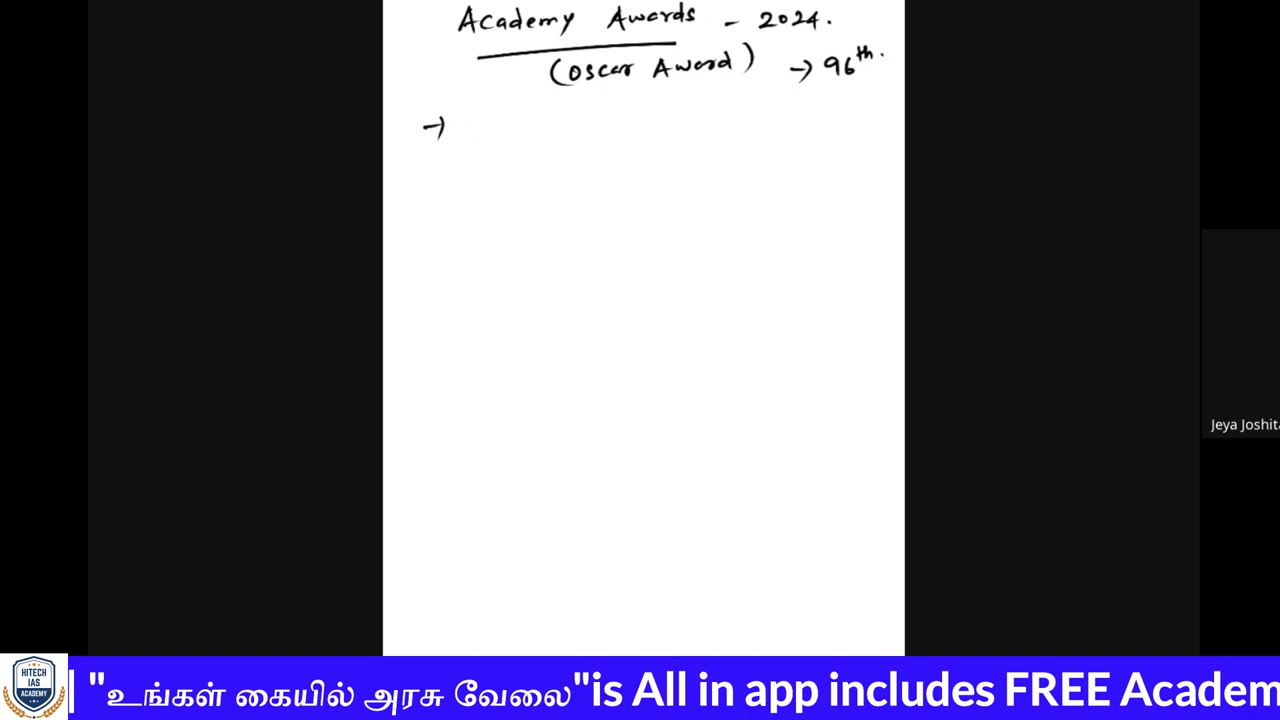 Academy Awards - 2024.
(Oscar Award) → 96th.
→
Jeya Joshita
HITECH
IAS
ACADEMY
"உங்கள் கையில் அரசு வேலை"is All in app includes FREE Academ